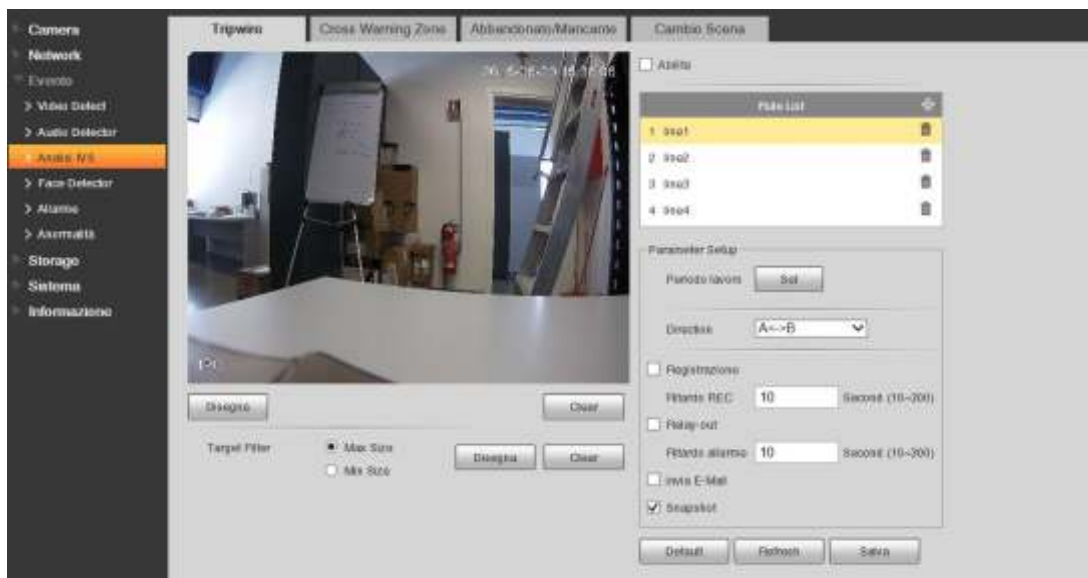 Camera
Network
Evento
Video Detect
Audio Detector
Analisi IVS
Face Detector
Allarme
Anormalità
Storage
Sistema
Informazione
Tripwire
Cross Warning Zone
Abbandonato/Mancante
Cambio Scena
IPC
Disegna
Clear
Target Filter
Max Size
Min Size
Disegna
Clear
Abilita
Rule List
1 line1
2 line2
3 line3
4 line4
Parameter Setup
Periodo lavoro
Set
Direction
A<->B
Registrazione
Ritardo REC
10
Second (10~300)
Relay-out
Ritardo allarme
10
Second (10~300)
Invia E-Mail
Snapshot
Default
Refresh
Salva